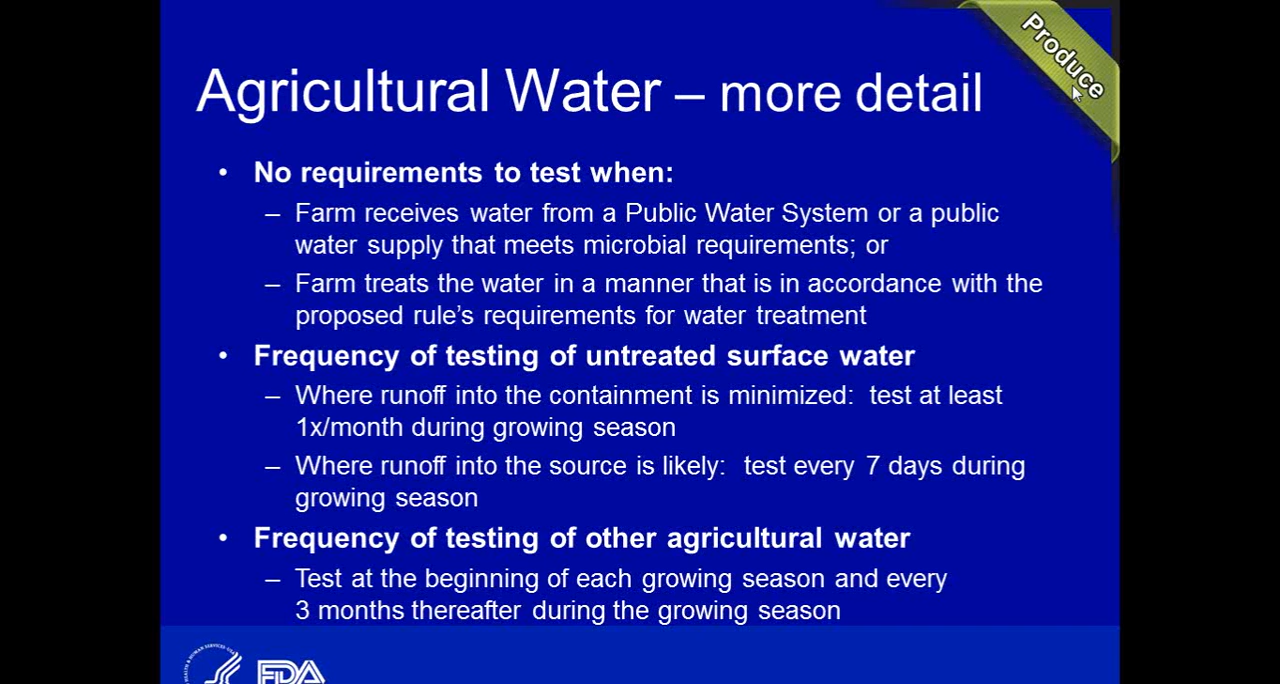 Produce
Agricultural Water – more detail
• No requirements to test when:
– Farm receives water from a Public Water System or a public
water supply that meets microbial requirements; or
– Farm treats the water in a manner that is in accordance with the
proposed rule's requirements for water treatment
• Frequency of testing of untreated surface water
– Where runoff into the containment is minimized: test at least
1x/month during growing season
– Where runoff into the source is likely: test every 7 days during
growing season
• Frequency of testing of other agricultural water
– Test at the beginning of each growing season and every
3 months thereafter during the growing season
FDA